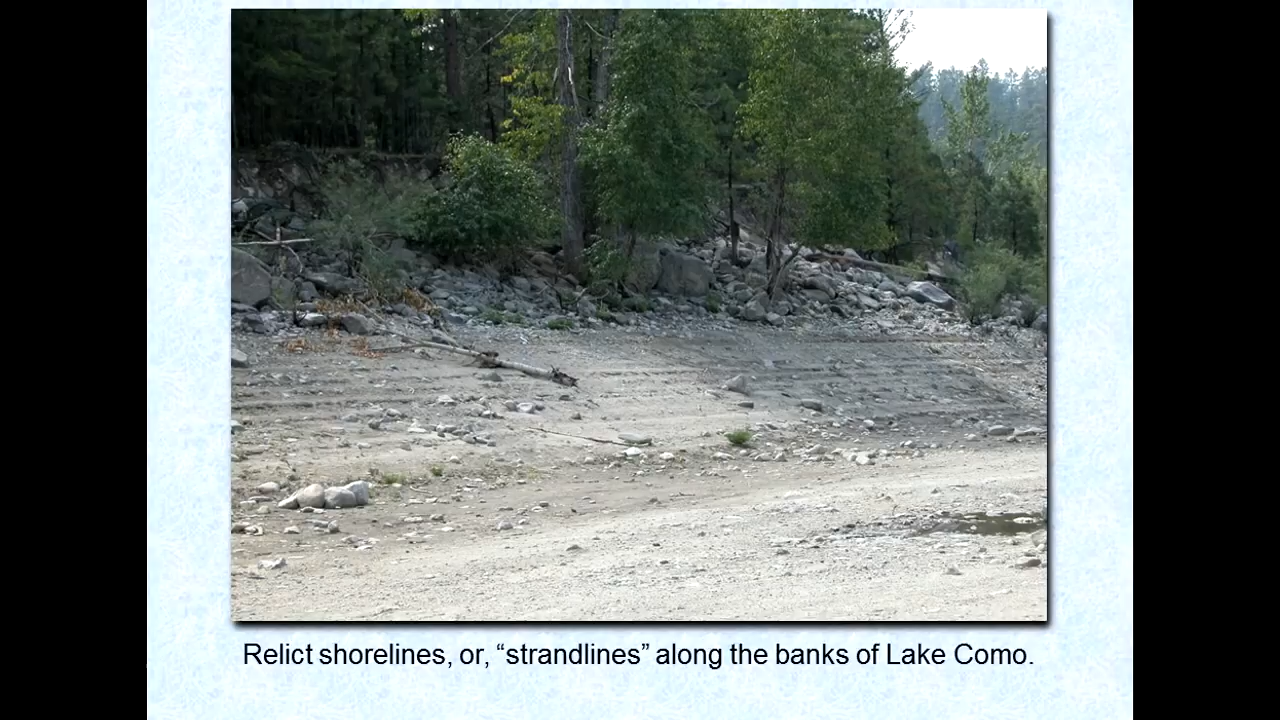 Relict shorelines, or, “strandlines” along the banks of Lake Como.